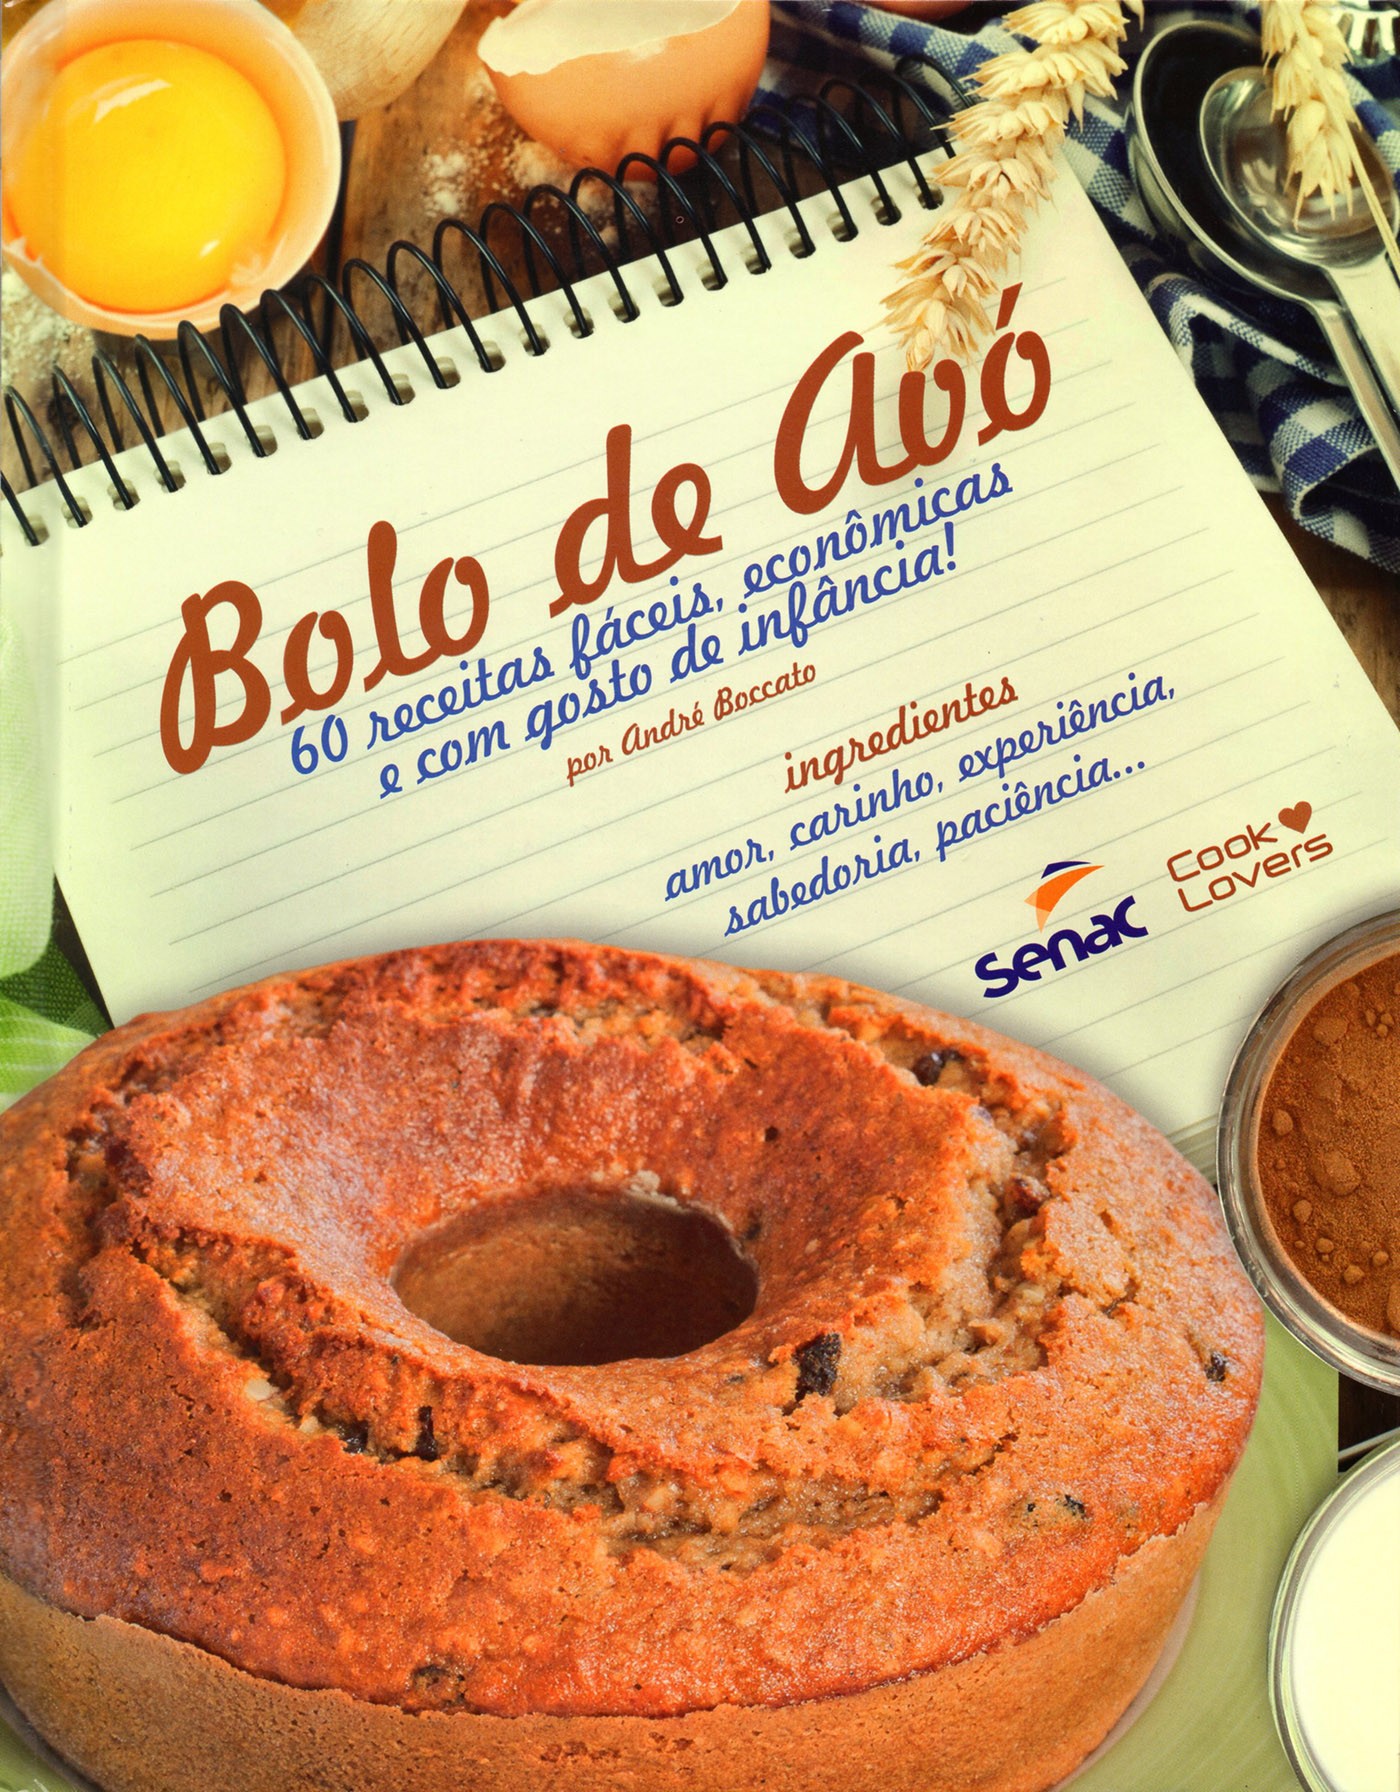 Bolo de Avó
60 receitas fáceis, econômicas
e com gosto de infância!
por André Boccato
ingredientes
amor, carinho, experiência,
sabedoria, paciência...
senac
Cook
Lovers